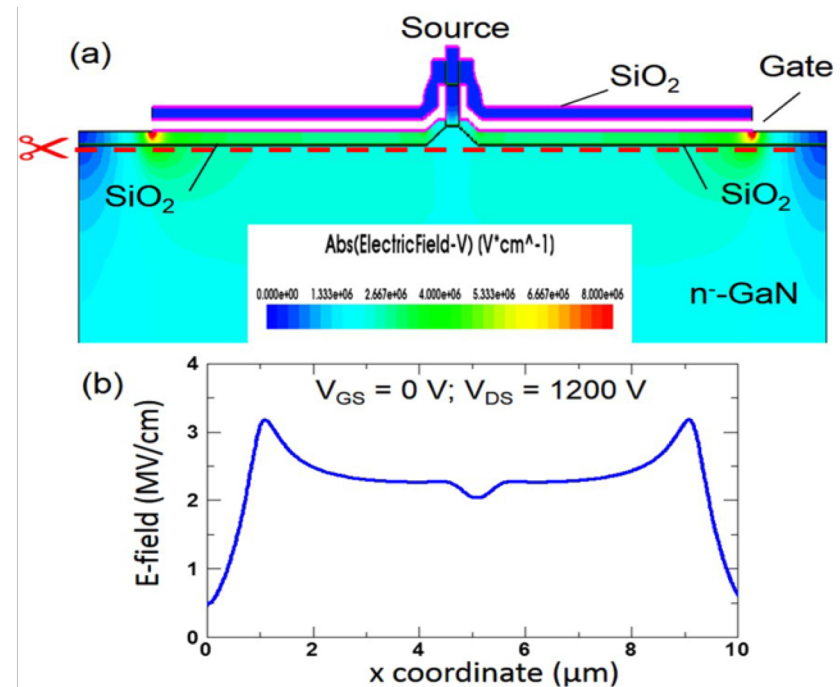 (a)
Source
SiO₂
Gate
SiO₂
SiO₂
Abs(ElectricField-V) (V*cm^-1)
0.000e+00 1.333e+06 2.667e+06 4.000e+06 5.333e+06 6.667e+06 8.000e+06
n⁻-GaN
(b)
V_GS = 0 V; V_DS = 1200 V
E-field (MV/cm)
4
3
2
1
0
0 2 4 6 8 10
x coordinate (μm)